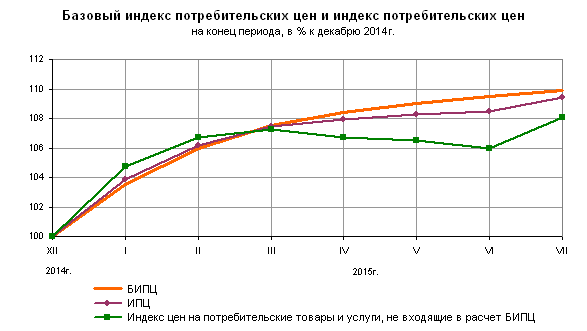 Базовый индекс потребительских цен и индекс потребительских цен
на конец периода, в % к декабрю 2014г.
112
110
108
106
104
102
100
XII I II III IV V VI VII
2014г. 2015г.
БИПЦ
ИПЦ
Индекс цен на потребительские товары и услуги, не входящие в расчет БИПЦ